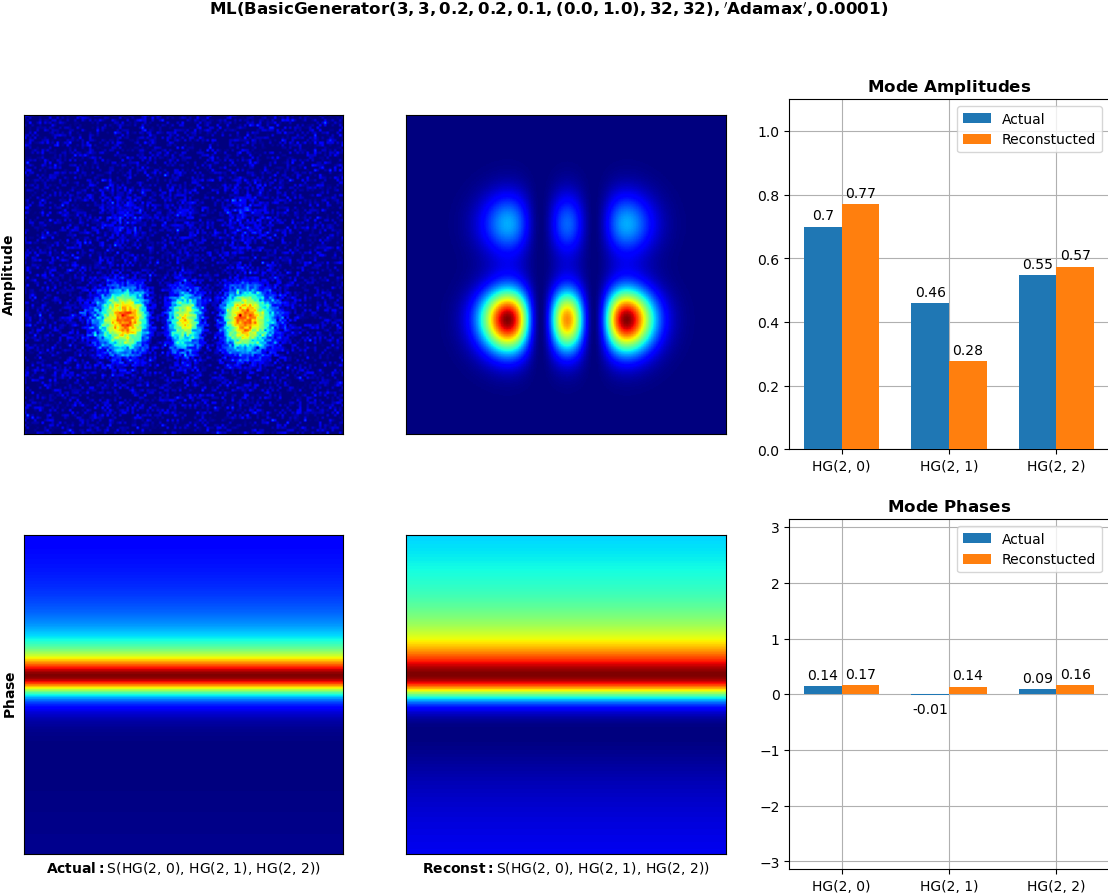 ML(BasicGenerator(3, 3, 0.2, 0.2, 0.1, (0.0, 1.0), 32, 32), ′Adamax′, 0.0001)
Amplitude
Mode Amplitudes
Actual
Reconstucted
1.0
0.8
0.6
0.4
0.2
0.0
0.7
0.77
0.46
0.28
0.55
0.57
HG(2, 0)
HG(2, 1)
HG(2, 2)
Phase
Actual: S(HG(2, 0), HG(2, 1), HG(2, 2))
Reconst: S(HG(2, 0), HG(2, 1), HG(2, 2))
Mode Phases
Actual
Reconstucted
3
2
1
0
−1
−2
−3
0.14
0.17
-0.01
0.14
0.09
0.16
HG(2, 0)
HG(2, 1)
HG(2, 2)